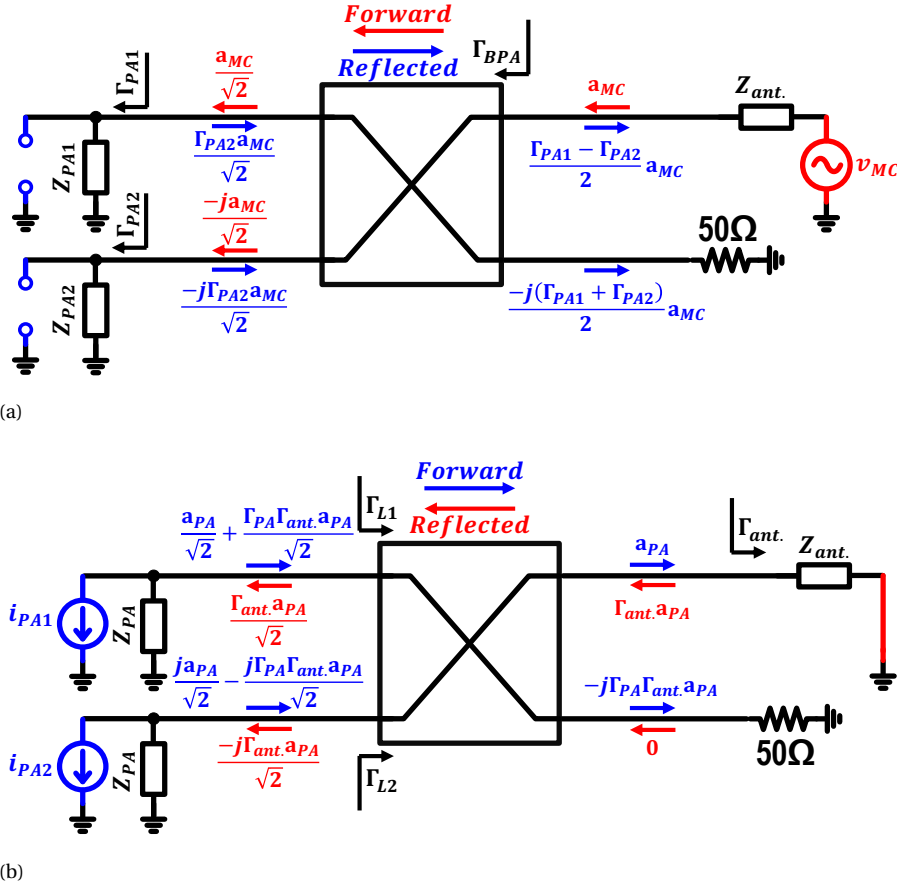 Forward
Reflected
Γ_BPA
Γ_PA1
a_MC/√2
Γ_PA2 a_MC/√2
a_MC
(Γ_PA1 − Γ_PA2)/2 a_MC
Z_ant.
v_MC
Z_PA1
Γ_PA2
−ja_MC/√2
−jΓ_PA2 a_MC/√2
50Ω
−j(Γ_PA1 + Γ_PA2)/2 a_MC
Z_PA2
(a)
Forward
Reflected
a_PA/√2 + Γ_PA Γ_ant. a_PA/√2
Γ_L1
Γ_ant.
Z_ant.
a_PA
Γ_ant. a_PA
i_PA1
Z_PA
Γ_ant. a_PA/√2
ja_PA/√2 − jΓ_PA Γ_ant. a_PA/√2
−jΓ_PA Γ_ant. a_PA
0
50Ω
i_PA2
Z_PA
−jΓ_ant. a_PA/√2
Γ_L2
(b)